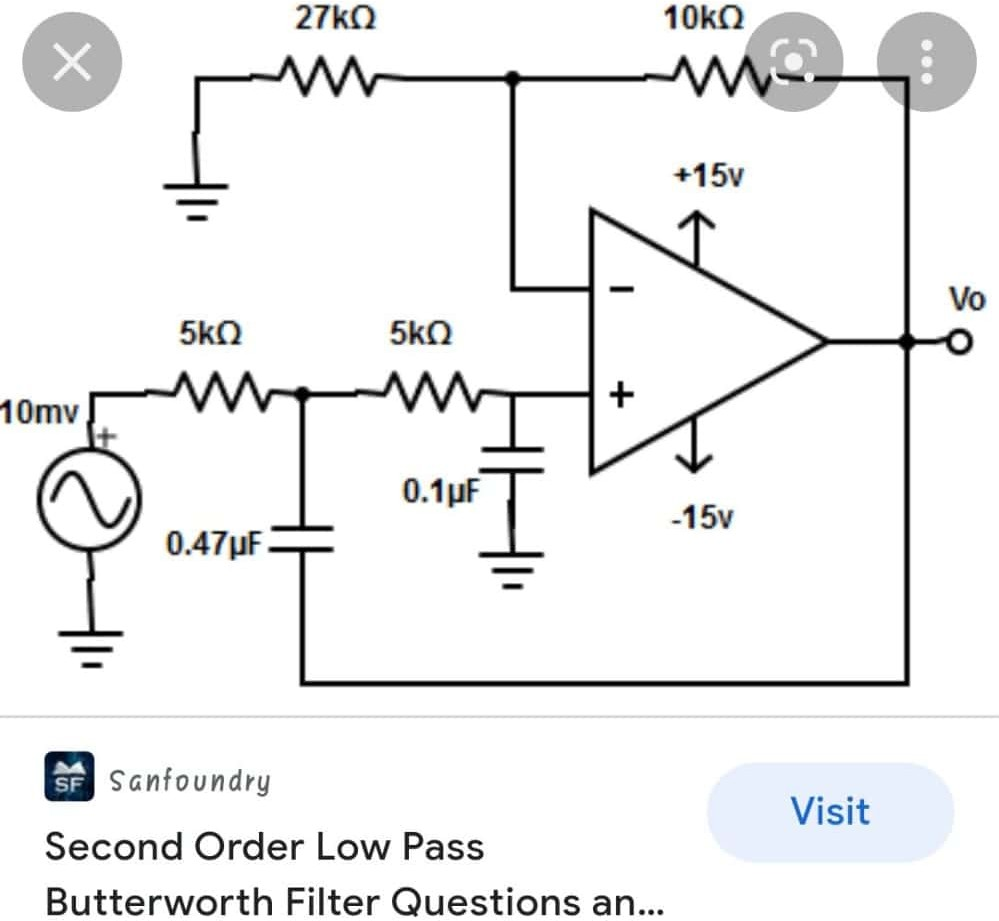 27kΩ 10kΩ
+15v
Vo
5kΩ 5kΩ
−
10mv
+
+
0.1μF
-15v
0.47μF
SF Sanfoundry
Visit
Second Order Low Pass
Butterworth Filter Questions an...